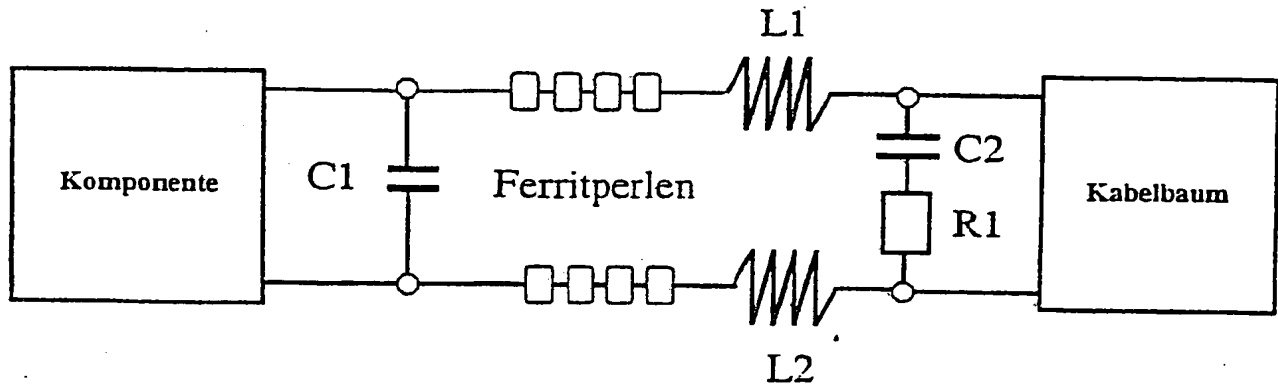 L1
Komponente
C1
Ferritperlen
C2
R1
Kabelbaum
L2